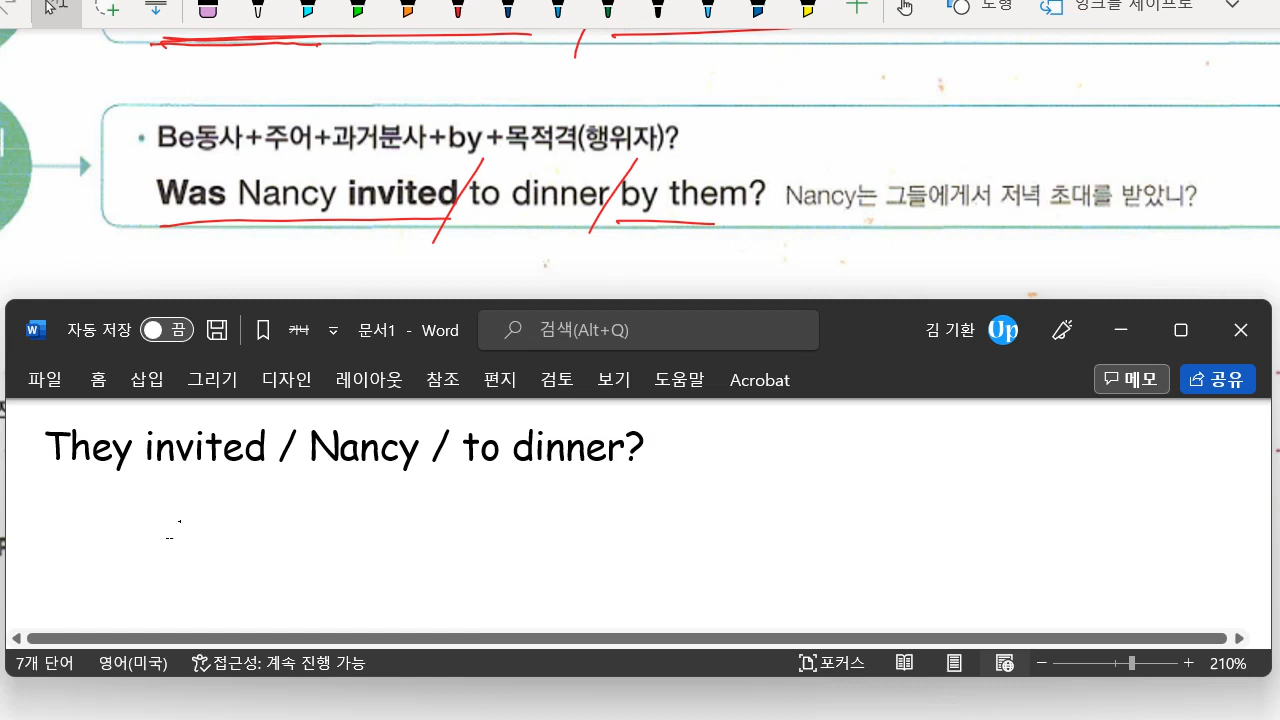 도형
잉크를 셰이프로
• Be동사+주어+과거분사+by+목적격(행위자)?
Was Nancy invited to dinner by them? Nancy는 그들에게서 저녁 초대를 받았니?
자동 저장 끔 가나 문서1 - Word 검색(Alt+Q) 김 기환 Up
파일 홈 삽입 그리기 디자인 레이아웃 참조 편지 검토 보기 도움말 Acrobat 메모 공유
They invited / Nancy / to dinner?
7개 단어 영어(미국) 접근성: 계속 진행 가능 포커스 210%